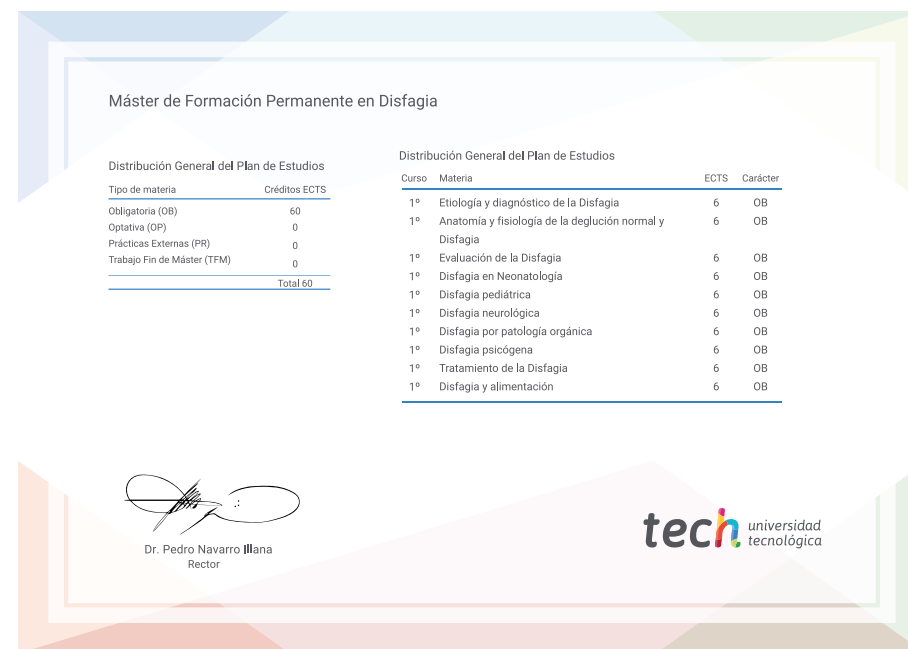 Máster de Formación Permanente en Disfagia
Distribución General del Plan de Estudios
Tipo de materia Créditos ECTS
Obligatoria (OB) 60
Optativa (OP) 0
Prácticas Externas (PR) 0
Trabajo Fin de Máster (TFM) 0
Total 60
Distribución General del Plan de Estudios
Curso Materia ECTS Carácter
1º Etiología y diagnóstico de la Disfagia 6 OB
1º Anatomía y fisiología de la deglución normal y 6 OB
Disfagia
1º Evaluación de la Disfagia 6 OB
1º Disfagia en Neonatología 6 OB
1º Disfagia pediátrica 6 OB
1º Disfagia neurológica 6 OB
1º Disfagia por patología orgánica 6 OB
1º Disfagia psicógena 6 OB
1º Tratamiento de la Disfagia 6 OB
1º Disfagia y alimentación 6 OB
Dr. Pedro Navarro Illana
Rector
tech universidad
tecnológica